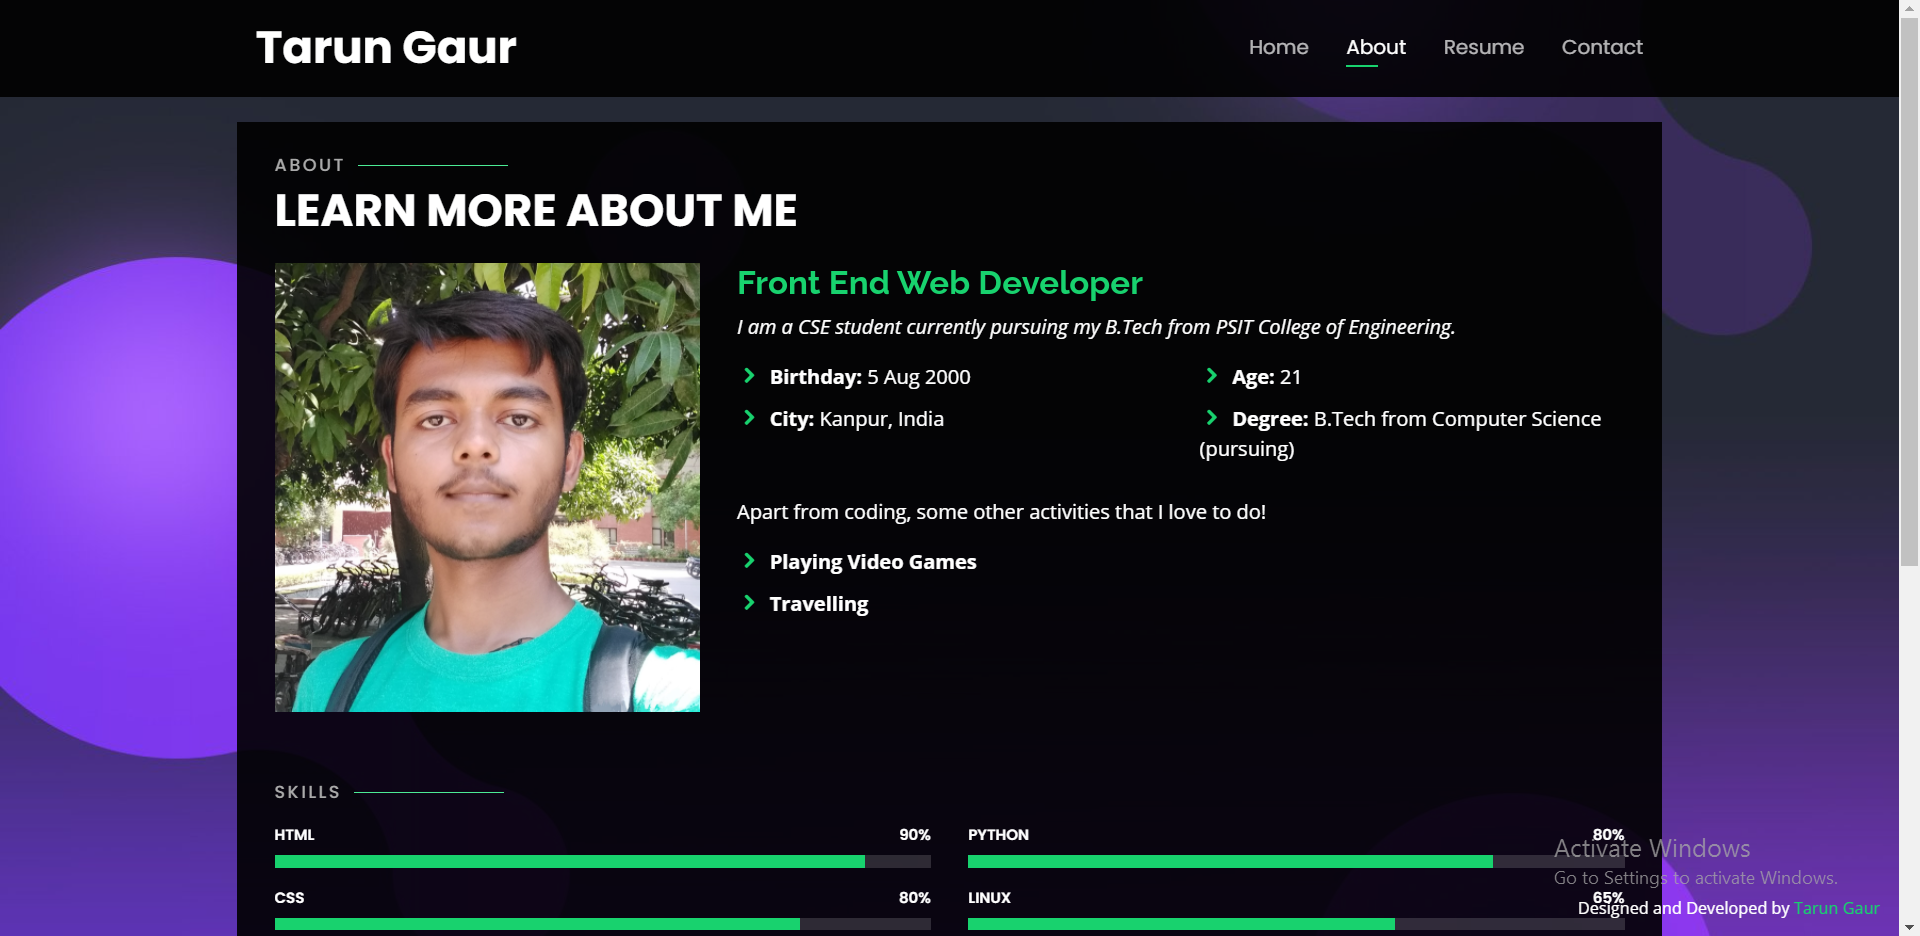 Tarun Gaur
Home About Resume Contact
ABOUT
LEARN MORE ABOUT ME
Front End Web Developer
I am a CSE student currently pursuing my B.Tech from PSIT College of Engineering.
Birthday: 5 Aug 2000
Age: 21
City: Kanpur, India
Degree: B.Tech from Computer Science
(pursuing)
Apart from coding, some other activities that I love to do!
Playing Video Games
Travelling
SKILLS
HTML 90%
PYTHON 80%
CSS 80%
LINUX 65%
Activate Windows
Go to Settings to activate Windows.
Designed and Developed by Tarun Gaur